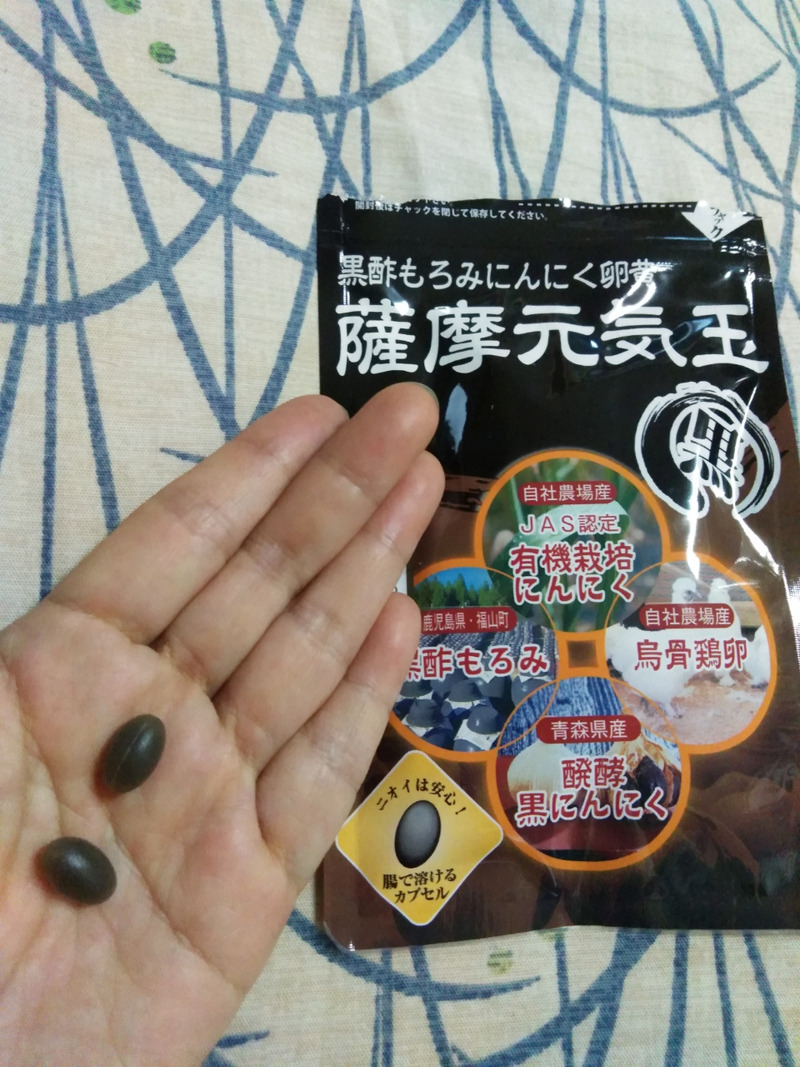 開封後はチャックを閉じて保存してください。
チャック
黒酢もろみにんにく卵黄
薩摩元気玉
黒
自社農場産
JAS認定
有機栽培
にんにく
鹿児島県・福山町
黒酢もろみ
自社農場産
烏骨鶏卵
青森県産
醗酵
黒にんにく
ニオイは安心!
腸で溶ける
カプセル